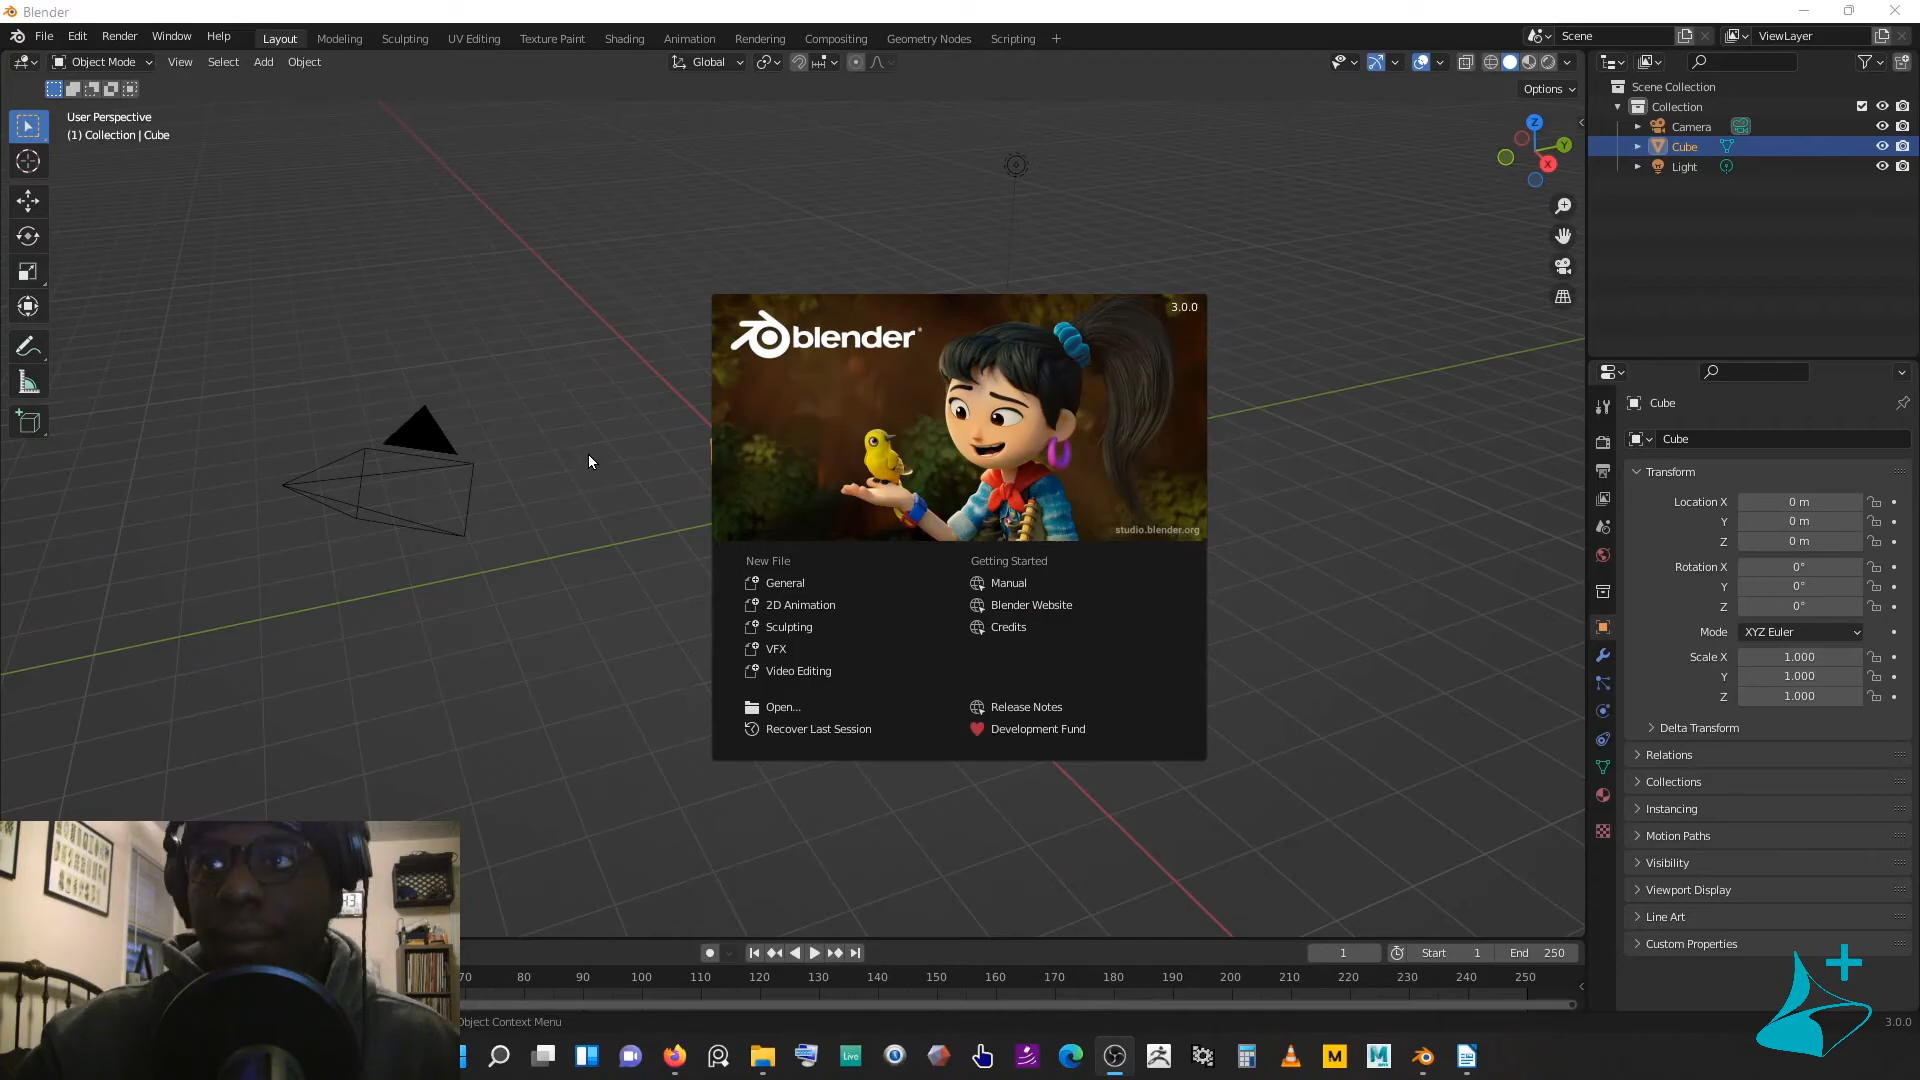 Blender
File Edit Render Window Help Layout Modeling Sculpting UV Editing Texture Paint Shading Animation Rendering Compositing Geometry Nodes Scripting + Scene ViewLayer
Object Mode View Select Add Object Global
Options
User Perspective
(1) Collection | Cube
Z
Y
X
Scene Collection
Collection
Camera
Cube
Light
3.0.0
blender
studio.blender.org
New File
General
2D Animation
Sculpting
VFX
Video Editing
Open...
Recover Last Session
Getting Started
Manual
Blender Website
Credits
Release Notes
Development Fund
Cube
Cube
Transform
Location X 0 m
Y 0 m
Z 0 m
Rotation X 0°
Y 0°
Z 0°
Mode XYZ Euler
Scale X 1.000
Y 1.000
Z 1.000
Delta Transform
Relations
Collections
Instancing
Motion Paths
Visibility
Viewport Display
Line Art
Custom Properties
1 Start 1 End 250
70 80 90 100 110 120 130 140 150 160 170 180 190 200 210 220 230 240 250
Object Context Menu
3.0.0
Live
M
M